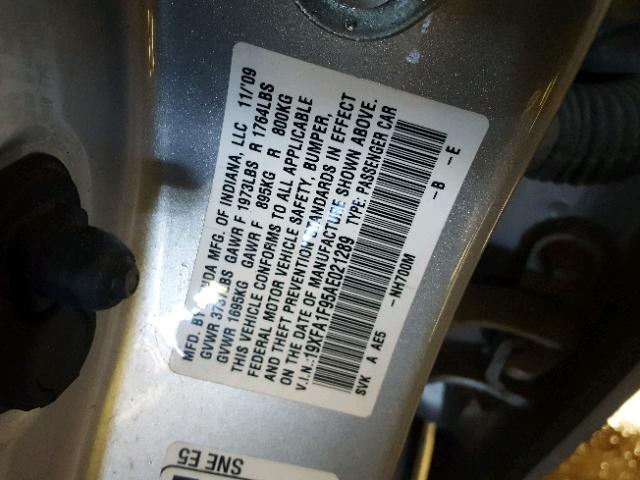 MFD. BY HONDA MFG. OF INDIANA, LLC 11/'09
GVWR 3737LBS GAWR F 1973LBS R 1764LBS
GVWR 1695KG GAWR F 895KG R 800KG
THIS VEHICLE CONFORMS TO ALL APPLICABLE
FEDERAL MOTOR VEHICLE SAFETY, BUMPER,
AND THEFT PREVENTION STANDARDS IN EFFECT
ON THE DATE OF MANUFACTURE SHOWN ABOVE.
V.I.N.:19XFA1F95AE021289 TYPE: PASSENGER CAR
SVK A AE5 -NH700M -B -E
SNE E5